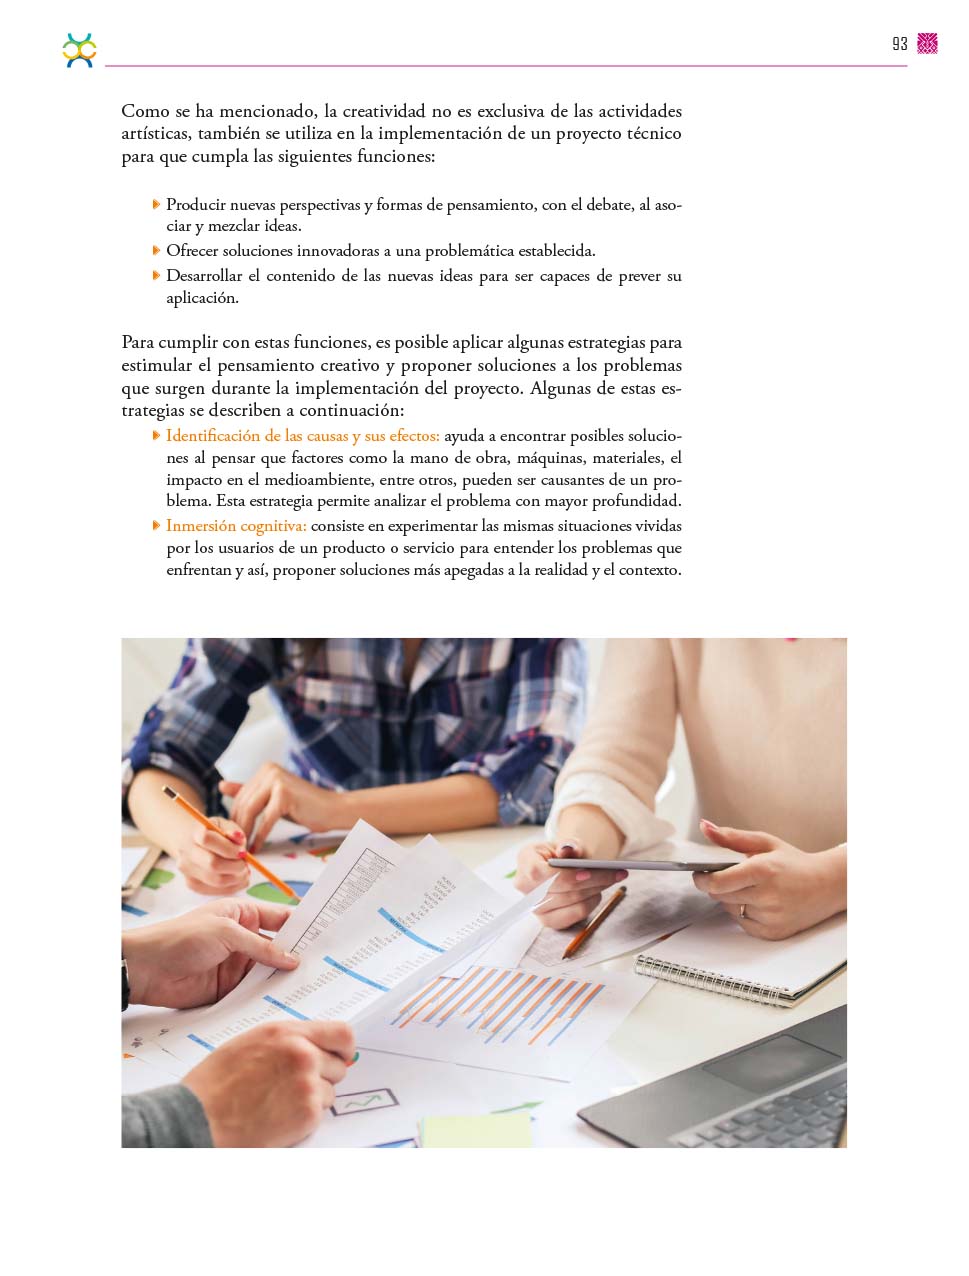 93
Como se ha mencionado, la creatividad no es exclusiva de las actividades
artísticas, también se utiliza en la implementación de un proyecto técnico
para que cumpla las siguientes funciones:
Producir nuevas perspectivas y formas de pensamiento, con el debate, al aso-
ciar y mezclar ideas.
Ofrecer soluciones innovadoras a una problemática establecida.
Desarrollar el contenido de las nuevas ideas para ser capaces de prever su
aplicación.
Para cumplir con estas funciones, es posible aplicar algunas estrategias para
estimular el pensamiento creativo y proponer soluciones a los problemas
que surgen durante la implementación del proyecto. Algunas de estas es-
trategias se describen a continuación:
Identificación de las causas y sus efectos: ayuda a encontrar posibles solucio-
nes al pensar que factores como la mano de obra, máquinas, materiales, el
impacto en el medioambiente, entre otros, pueden ser causantes de un pro-
blema. Esta estrategia permite analizar el problema con mayor profundidad.
Inmersión cognitiva: consiste en experimentar las mismas situaciones vividas
por los usuarios de un producto o servicio para entender los problemas que
enfrentan y así, proponer soluciones más apegadas a la realidad y el contexto.